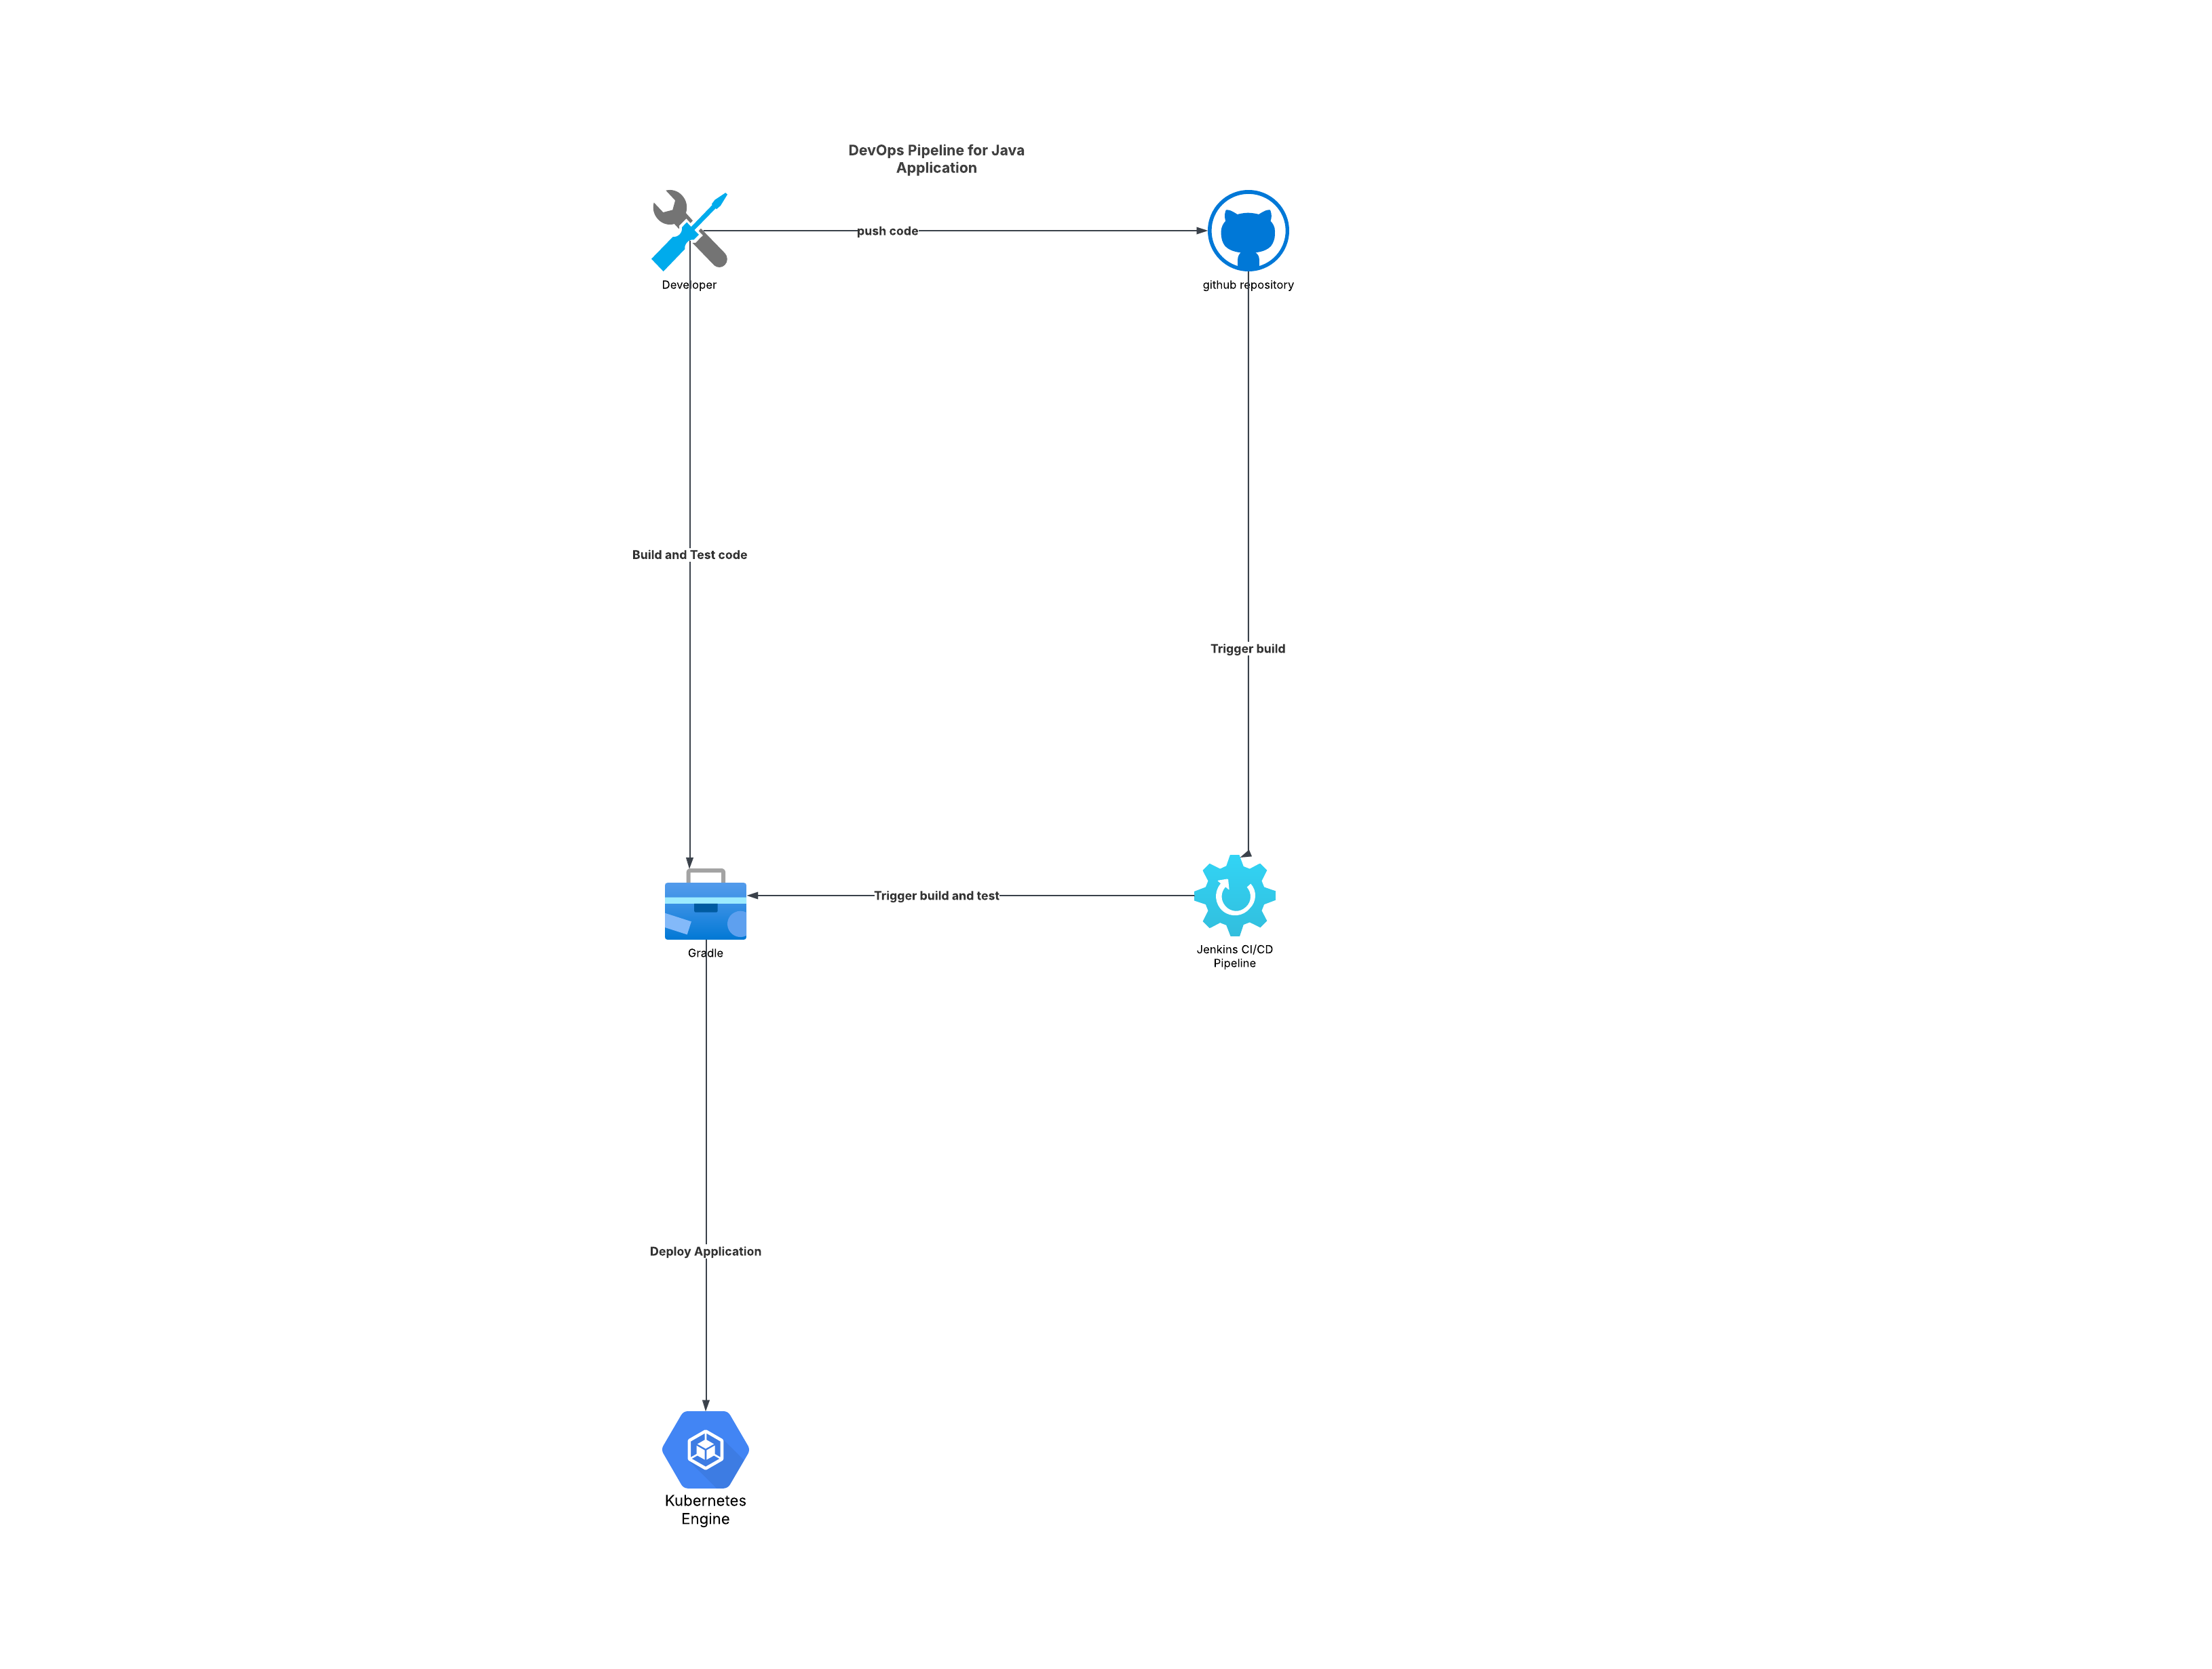 DevOps Pipeline for Java
Application
push code
Developer
github repository
Build and Test code
Trigger build
Trigger build and test
Gradle
Jenkins CI/CD
Pipeline
Deploy Application
Kubernetes
Engine